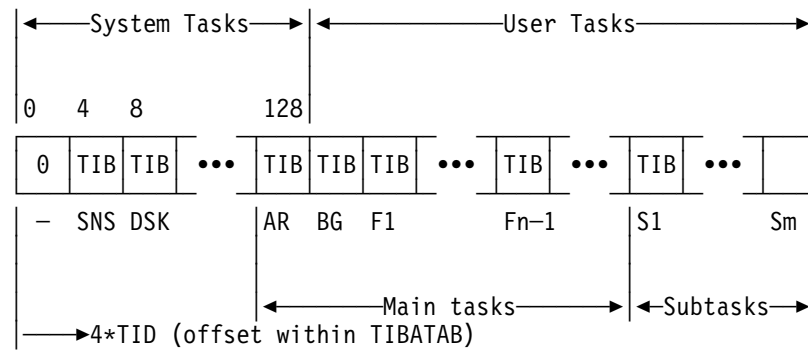 System Tasks User Tasks
0 4 8 128
0 TIB TIB ••• TIB TIB TIB ••• TIB ••• TIB •••
– SNS DSK AR BG F1 Fn–1 S1 Sm
Main tasks Subtasks
4*TID (offset within TIBATAB)